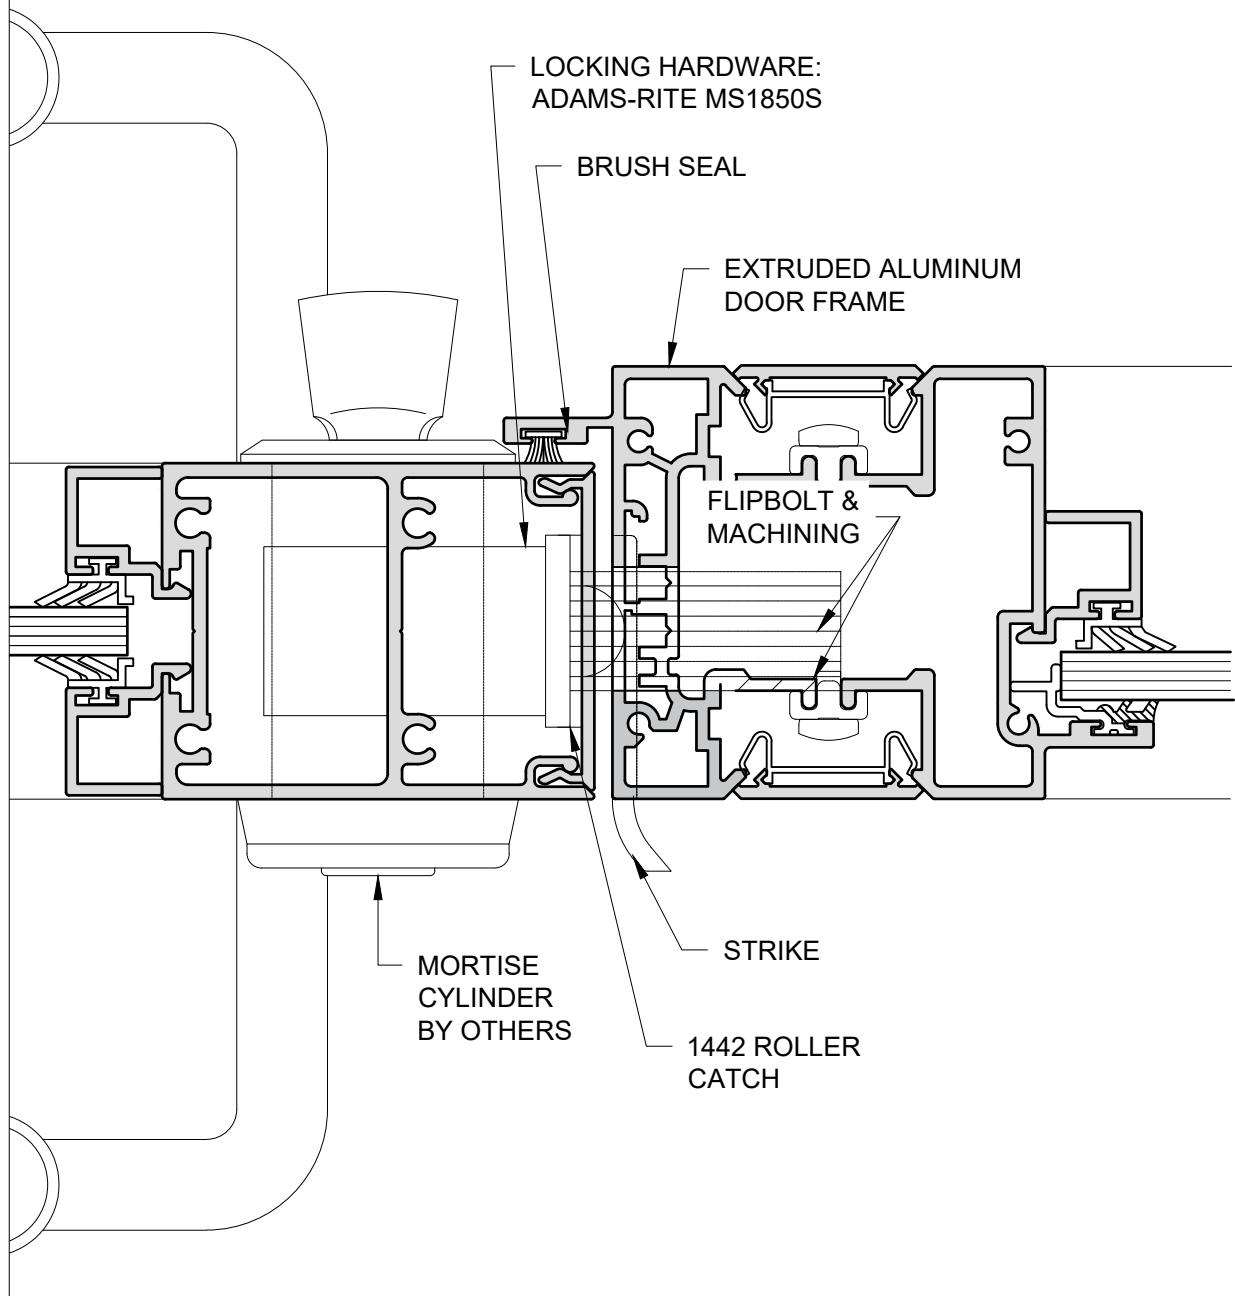 LOCKING HARDWARE:
ADAMS-RITE MS1850S
BRUSH SEAL
EXTRUDED ALUMINUM
DOOR FRAME
FLIPBOLT &
MACHINING
STRIKE
MORTISE
CYLINDER
BY OTHERS
1442 ROLLER
CATCH